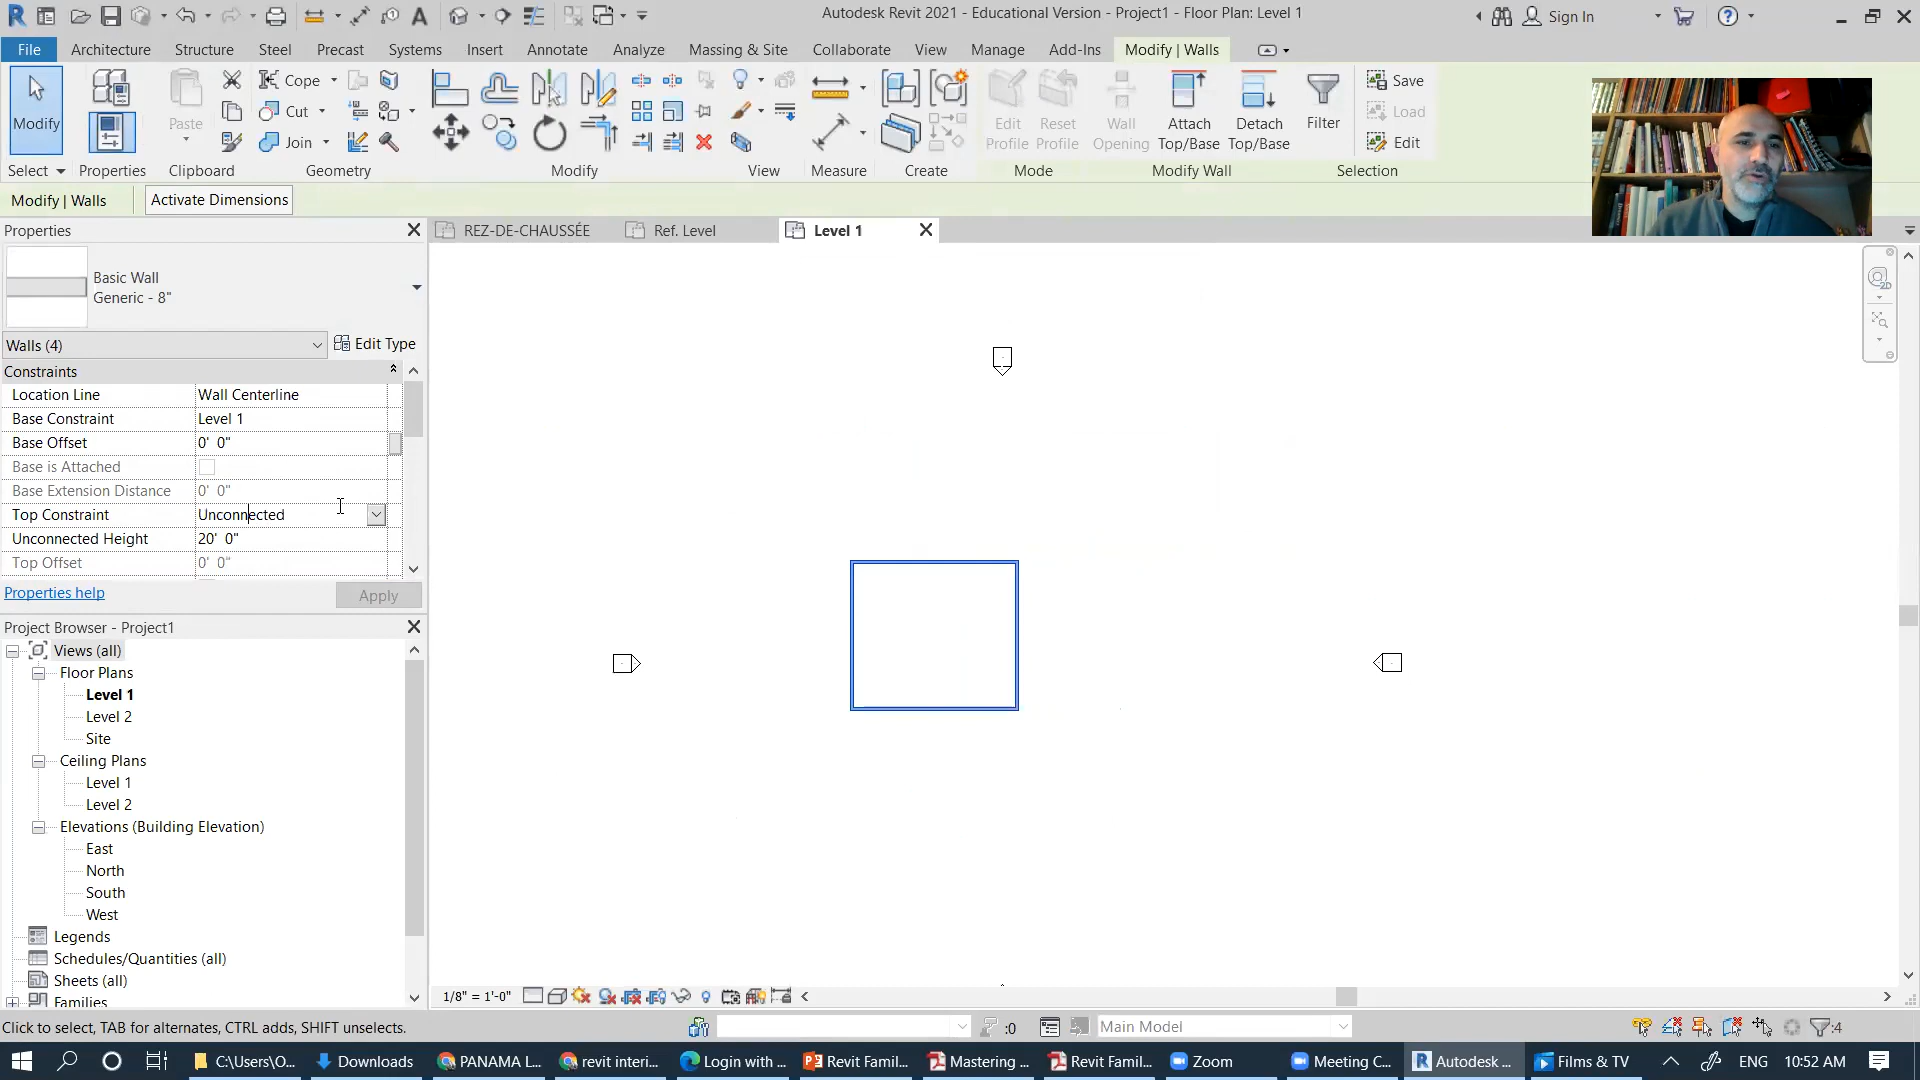 Autodesk Revit 2021 - Educational Version - Project1 - Floor Plan: Level 1
Sign In
File Architecture Structure Steel Precast Systems Insert Annotate Analyze Massing & Site Collaborate View Manage Add-Ins Modify | Walls
Modify
Paste
Cope
Cut
Join
Edit Profile
Reset Profile
Wall Opening
Attach Top/Base
Detach Top/Base
Filter
Save
Load
Edit
Select Properties Clipboard Geometry Modify View Measure Create Mode Modify Wall Selection
Modify | Walls Activate Dimensions
Properties
REZ-DE-CHAUSSÉE Ref. Level Level 1
Basic Wall
Generic - 8"
Walls (4) Edit Type
Constraints
Location Line Wall Centerline
Base Constraint Level 1
Base Offset 0' 0"
Base is Attached
Base Extension Distance 0' 0"
Top Constraint Unconnected
Unconnected Height 20' 0"
Top Offset 0' 0"
Properties help Apply
Project Browser - Project1
Views (all)
Floor Plans
Level 1
Level 2
Site
Ceiling Plans
Level 1
Level 2
Elevations (Building Elevation)
East
North
South
West
Legends
Schedules/Quantities (all)
Sheets (all)
Families
2D
1/8" = 1'-0"
Click to select, TAB for alternates, CTRL adds, SHIFT unselects.
:0
Main Model
:4
C:\Users\O... Downloads PANAMA L... revit interi... Login with ... Revit Famil... Mastering ... Revit Famil... Zoom Meeting C... Autodesk ... Films & TV ENG 10:52 AM